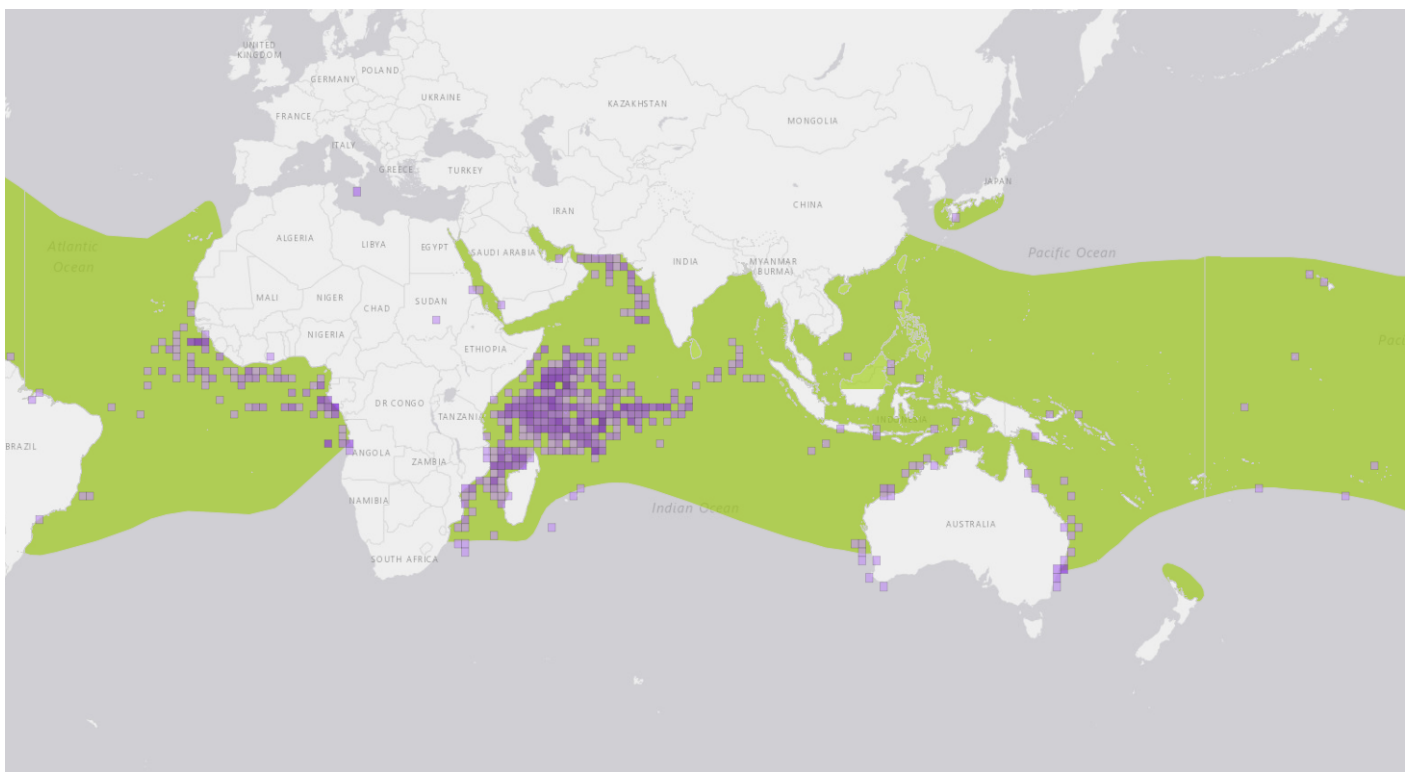 UNITED
KINGDOM
POLAND
GERMANY
UKRAINE
FRANCE
KAZAKHSTAN
MONGOLIA
ITALY
GREECE
TURKEY
JAPAN
IRAN
CHINA
Atlantic
Ocean
ALGERIA
LIBYA
EGYPT
SAUDI ARABIA
INDIA
MYANMAR
(BURMA)
Pacific Ocean
MALI
NIGER
CHAD
SUDAN
NIGERIA
ETHIOPIA
DR CONGO
TANZANIA
INDONESIA
BRAZIL
ANGOLA
ZAMBIA
NAMIBIA
Indian Ocean
AUSTRALIA
SOUTH AFRICA